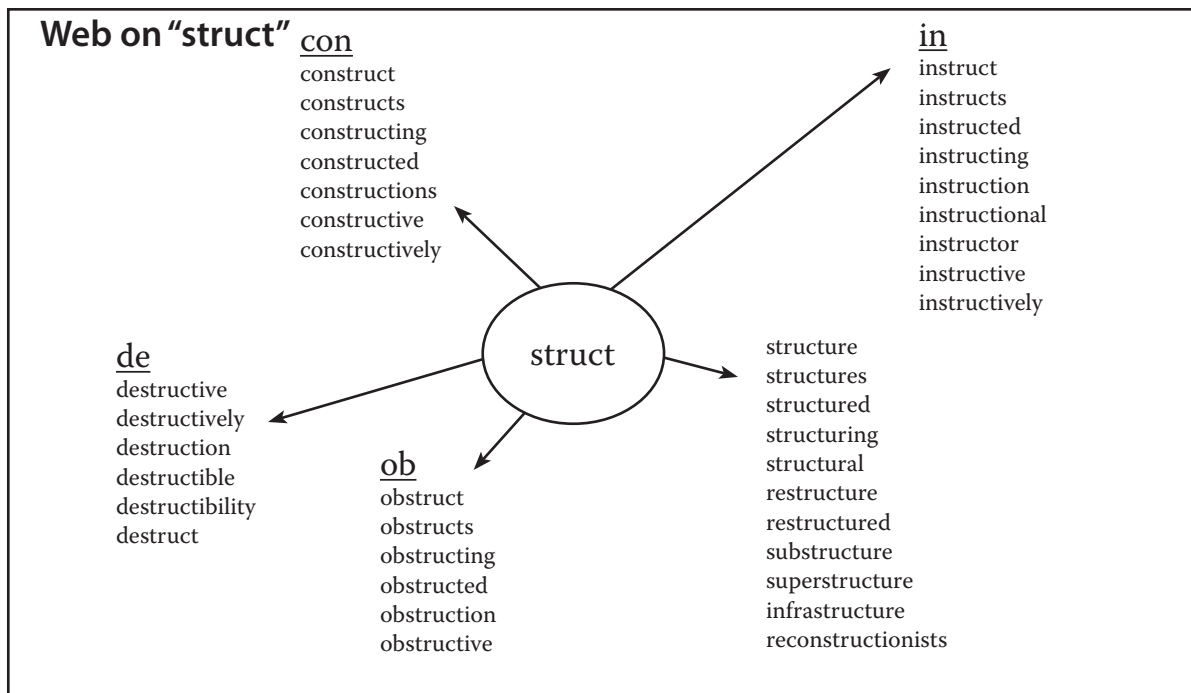 Web on “struct”
con
construct
constructs
constructing
constructed
constructions
constructive
constructively
in
instruct
instructs
instructed
instructing
instruction
instructional
instructor
instructive
instructively
struct
de
destructive
destructively
destruction
destructible
destructibility
destruct
ob
obstruct
obstructs
obstructing
obstructed
obstruction
obstructive
structure
structures
structured
structuring
structural
restructure
restructured
substructure
superstructure
infrastructure
reconstructionists